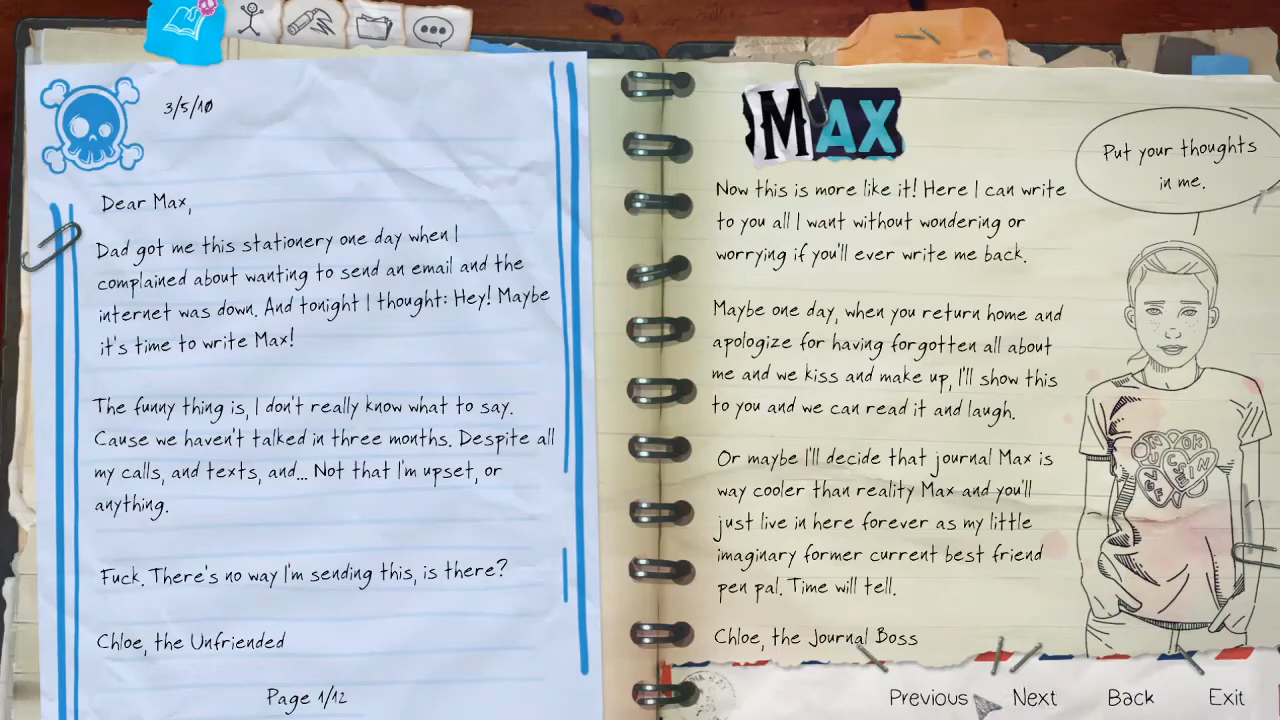 3/5/10
Dear Max,
Dad got me this stationery one day when I
complained about wanting to send an email and the
internet was down. And tonight I thought: Hey! Maybe
it's time to write Max!
The funny thing is, I don't really know what to say.
Cause we haven't talked in three months. Despite all
my calls, and texts, and... Not that I'm upset, or
anything.
Fuck. There's no way I'm sending this, is there?
Chloe, the Unfriended
Page 1/12
MAX
Now this is more like it! Here I can write
to you all I want without wondering or
worrying if you'll ever write me back.
Maybe one day, when you return home and
apologize for having forgotten all about
me and we kiss and make up, I'll show this
to you and we can read it and laugh.
Or maybe I'll decide that journal Max is
way cooler than reality Max and you'll
just live in here forever as my little
imaginary former current best friend
pen pal. Time will tell.
Chloe, the Journal Boss
Put your thoughts
in me.
Previous
Next
Back
Exit